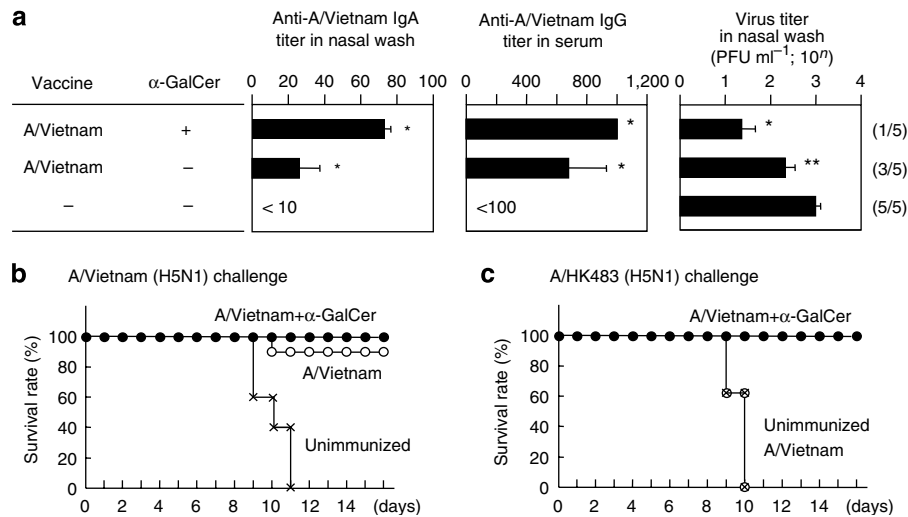 a
Anti-A/Vietnam IgA
titer in nasal wash
Anti-A/Vietnam IgG
titer in serum
Virus titer
in nasal wash
(PFU ml⁻¹; 10ⁿ)
Vaccine α-GalCer
0 20 40 60 80 100
0 400 800 1,200
0 1 2 3 4
A/Vietnam + * * * (1/5)
A/Vietnam – * * ** (3/5)
– – < 10 <100 (5/5)
b A/Vietnam (H5N1) challenge
A/Vietnam+α-GalCer
A/Vietnam
Unimmunized
Survival rate (%)
100
80
60
40
20
0
0 2 4 6 8 10 12 14 (days)
c A/HK483 (H5N1) challenge
A/Vietnam+α-GalCer
Unimmunized
A/Vietnam
Survival rate (%)
100
80
60
40
20
0
0 2 4 6 8 10 12 14 (days)